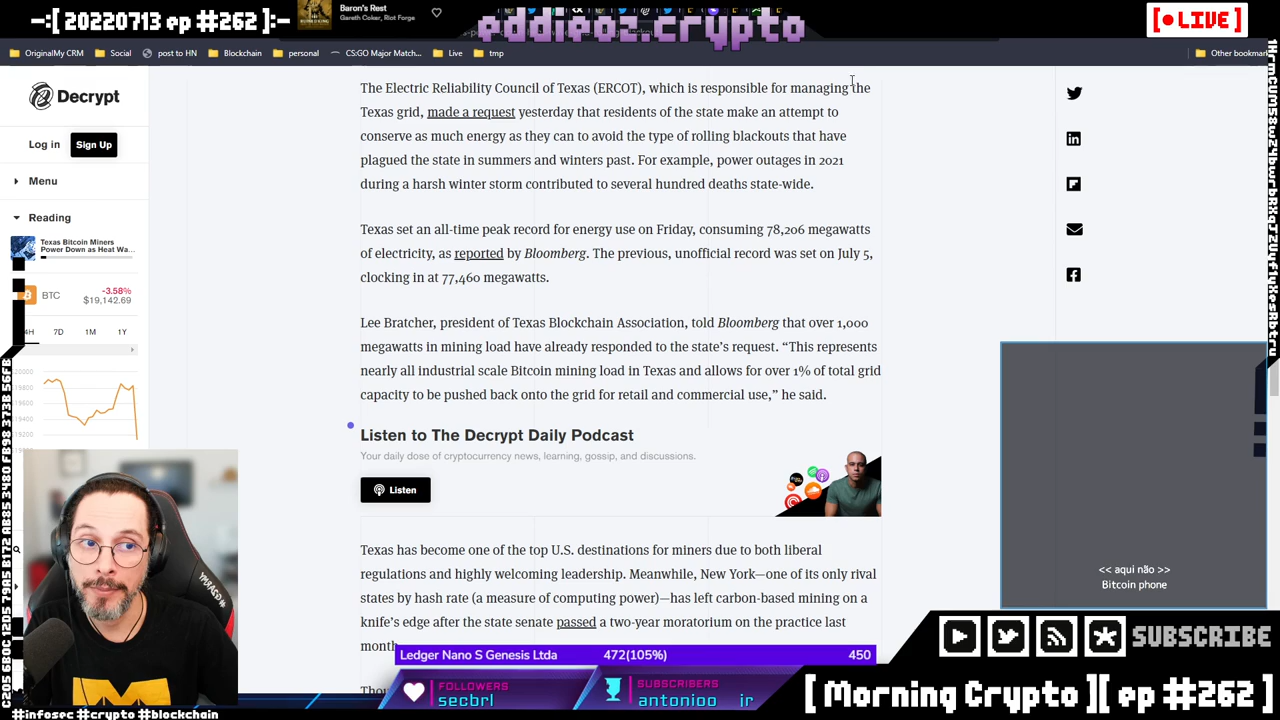 -:[ 20220713 ep #262 ]:-
Baron's Rest
Gareth Coker, Riot Forge
eddieoz.crypto
[● LIVE]
OriginalMy CRM
Social
post to HN
Blockchain
personal
CS:GO Major Match...
Live
tmp
Other bookmar
Decrypt
Log in
Sign Up
Menu
Reading
Texas Bitcoin Miners
Power Down as Heat Wa...
BTC
-3.58%
$19,142.69
4H
7D
1M
1Y
The Electric Reliability Council of Texas (ERCOT), which is responsible for managing the
Texas grid, made a request yesterday that residents of the state make an attempt to
conserve as much energy as they can to avoid the type of rolling blackouts that have
plagued the state in summers and winters past. For example, power outages in 2021
during a harsh winter storm contributed to several hundred deaths state-wide.
Texas set an all-time peak record for energy use on Friday, consuming 78,206 megawatts
of electricity, as reported by Bloomberg. The previous, unofficial record was set on July 5,
clocking in at 77,460 megawatts.
Lee Bratcher, president of Texas Blockchain Association, told Bloomberg that over 1,000
megawatts in mining load have already responded to the state's request. “This represents
nearly all industrial scale Bitcoin mining load in Texas and allows for over 1% of total grid
capacity to be pushed back onto the grid for retail and commercial use,” he said.
Listen to The Decrypt Daily Podcast
Your daily dose of cryptocurrency news, learning, gossip, and discussions.
Listen
Texas has become one of the top U.S. destinations for miners due to both liberal
regulations and highly welcoming leadership. Meanwhile, New York—one of its only rival
states by hash rate (a measure of computing power)—has left carbon-based mining on a
knife's edge after the state senate passed a two-year moratorium on the practice last
month
<< aqui não >>
Bitcoin phone
Ledger Nano S Genesis Ltda 472(105%) 450
FOLLOWERS
secbrl
SUBSCRIBERS
antonioo jr
SUBSCRIBE
[ Morning Crypto ][ ep #262 ]
#infosec #crypto #blockchain